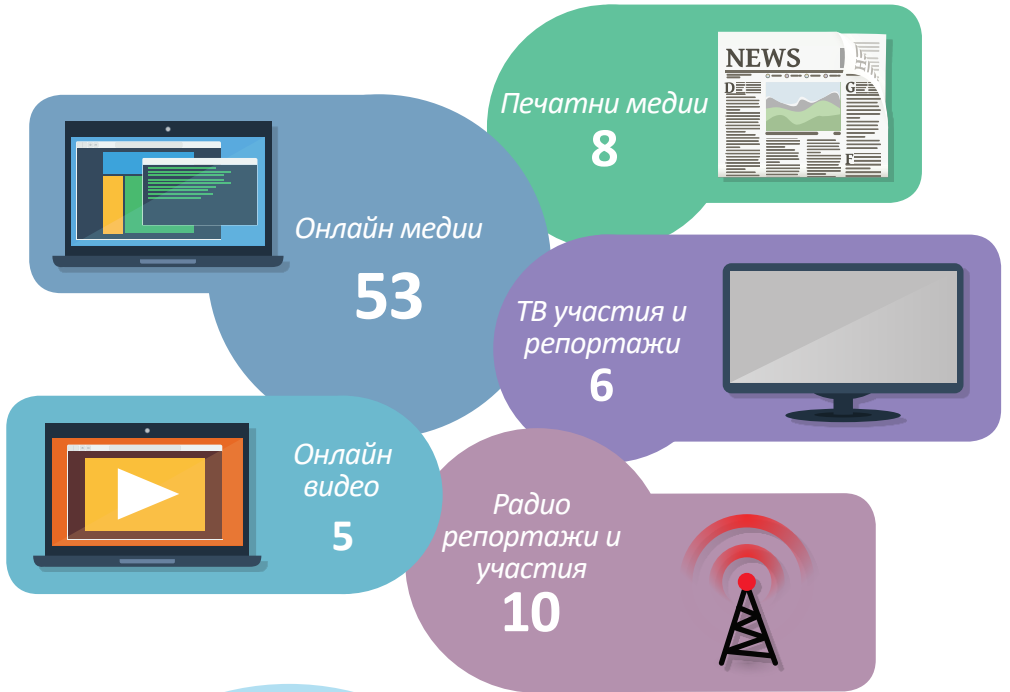 NEWS
D
G
F
Печатни медии
8
Онлайн медии
53
ТВ участия и
репортажи
6
Онлайн
видео
5
Радио
репортажи и
участия
10